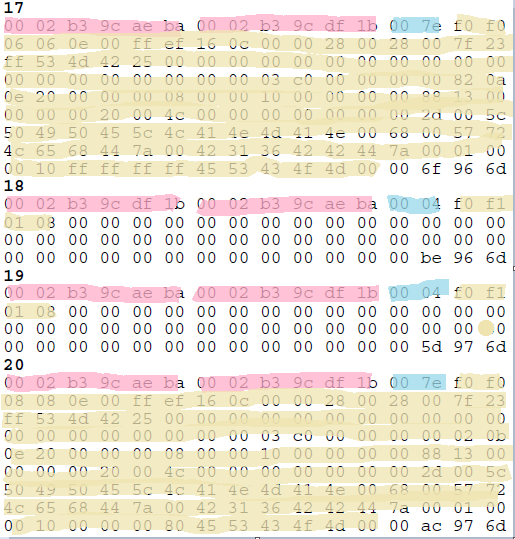 17
00 02 b3 9c ae ba 00 02 b3 9c df 1b 00 7e f0 f0
06 06 0e 00 ff ef 16 0c 00 00 28 00 28 00 7f 23
ff 53 4d 42 25 00 00 00 00 00 00 00 00 00 00 00
00 00 00 00 00 00 00 00 03 c0 00 00 00 00 82 0a
0e 20 00 00 00 08 00 00 10 00 00 00 00 88 13 00
00 00 00 20 00 4c 00 00 00 00 00 00 00 2d 00 5c
50 49 50 45 5c 4c 41 4e 4d 41 4e 00 68 00 57 72
4c 65 68 44 7a 00 42 31 36 42 42 44 7a 00 01 00
00 10 ff ff ff ff 45 53 43 4f 4d 00 00 6f 96 6d
18
00 02 b3 9c df 1b 00 02 b3 9c ae ba 00 04 f0 f1
01 08 00 00 00 00 00 00 00 00 00 00 00 00 00 00
00 00 00 00 00 00 00 00 00 00 00 00 00 00 00 00
00 00 00 00 00 00 00 00 00 00 00 00 00 be 96 6d
19
00 02 b3 9c ae ba 00 02 b3 9c df 1b 00 04 f0 f1
01 08 00 00 00 00 00 00 00 00 00 00 00 00 00 00
00 00 00 00 00 00 00 00 00 00 00 00 00 00 00 00
00 00 00 00 00 00 00 00 00 00 00 00 00 5d 97 6d
20
00 02 b3 9c ae ba 00 02 b3 9c df 1b 00 7e f0 f0
08 08 0e 00 ff ef 16 0c 00 00 28 00 28 00 7f 23
ff 53 4d 42 25 00 00 00 00 00 00 00 00 00 00 00
00 00 00 00 00 00 00 00 03 c0 00 00 00 00 02 0b
0e 20 00 00 00 08 00 00 10 00 00 00 00 88 13 00
00 00 00 20 00 4c 00 00 00 00 00 00 00 2d 00 5c
50 49 50 45 5c 4c 41 4e 4d 41 4e 00 68 00 57 72
4c 65 68 44 7a 00 42 31 36 42 42 44 7a 00 01 00
00 10 00 00 00 80 45 53 43 4f 4d 00 00 ac 97 6d